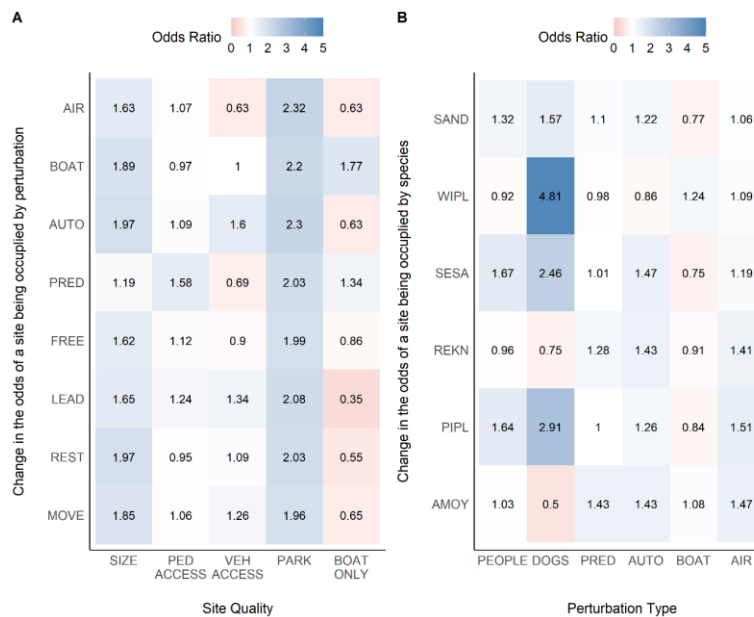 A
Odds Ratio
0 1 2 3 4 5
Change in the odds of a site being occupied by perturbation
AIR 1.63 1.07 0.63 2.32 0.63
BOAT 1.89 0.97 1 2.2 1.77
AUTO 1.97 1.09 1.6 2.3 0.63
PRED 1.19 1.58 0.69 2.03 1.34
FREE 1.62 1.12 0.9 1.99 0.86
LEAD 1.65 1.24 1.34 2.08 0.35
REST 1.97 0.95 1.09 2.03 0.55
MOVE 1.85 1.06 1.26 1.96 0.65
SIZE PED VEH PARK BOAT
ACCESS ACCESS ONLY
Site Quality
B
Odds Ratio
0 1 2 3 4 5
Change in the odds of a site being occupied by species
SAND 1.32 1.57 1.1 1.22 0.77 1.06
WIPL 0.92 4.81 0.98 0.86 1.24 1.09
SESA 1.67 2.46 1.01 1.47 0.75 1.19
REKN 0.96 0.75 1.28 1.43 0.91 1.41
PIPL 1.64 2.91 1 1.26 0.84 1.51
AMOY 1.03 0.5 1.43 1.43 1.08 1.47
PEOPLE DOGS PRED AUTO BOAT AIR
Perturbation Type